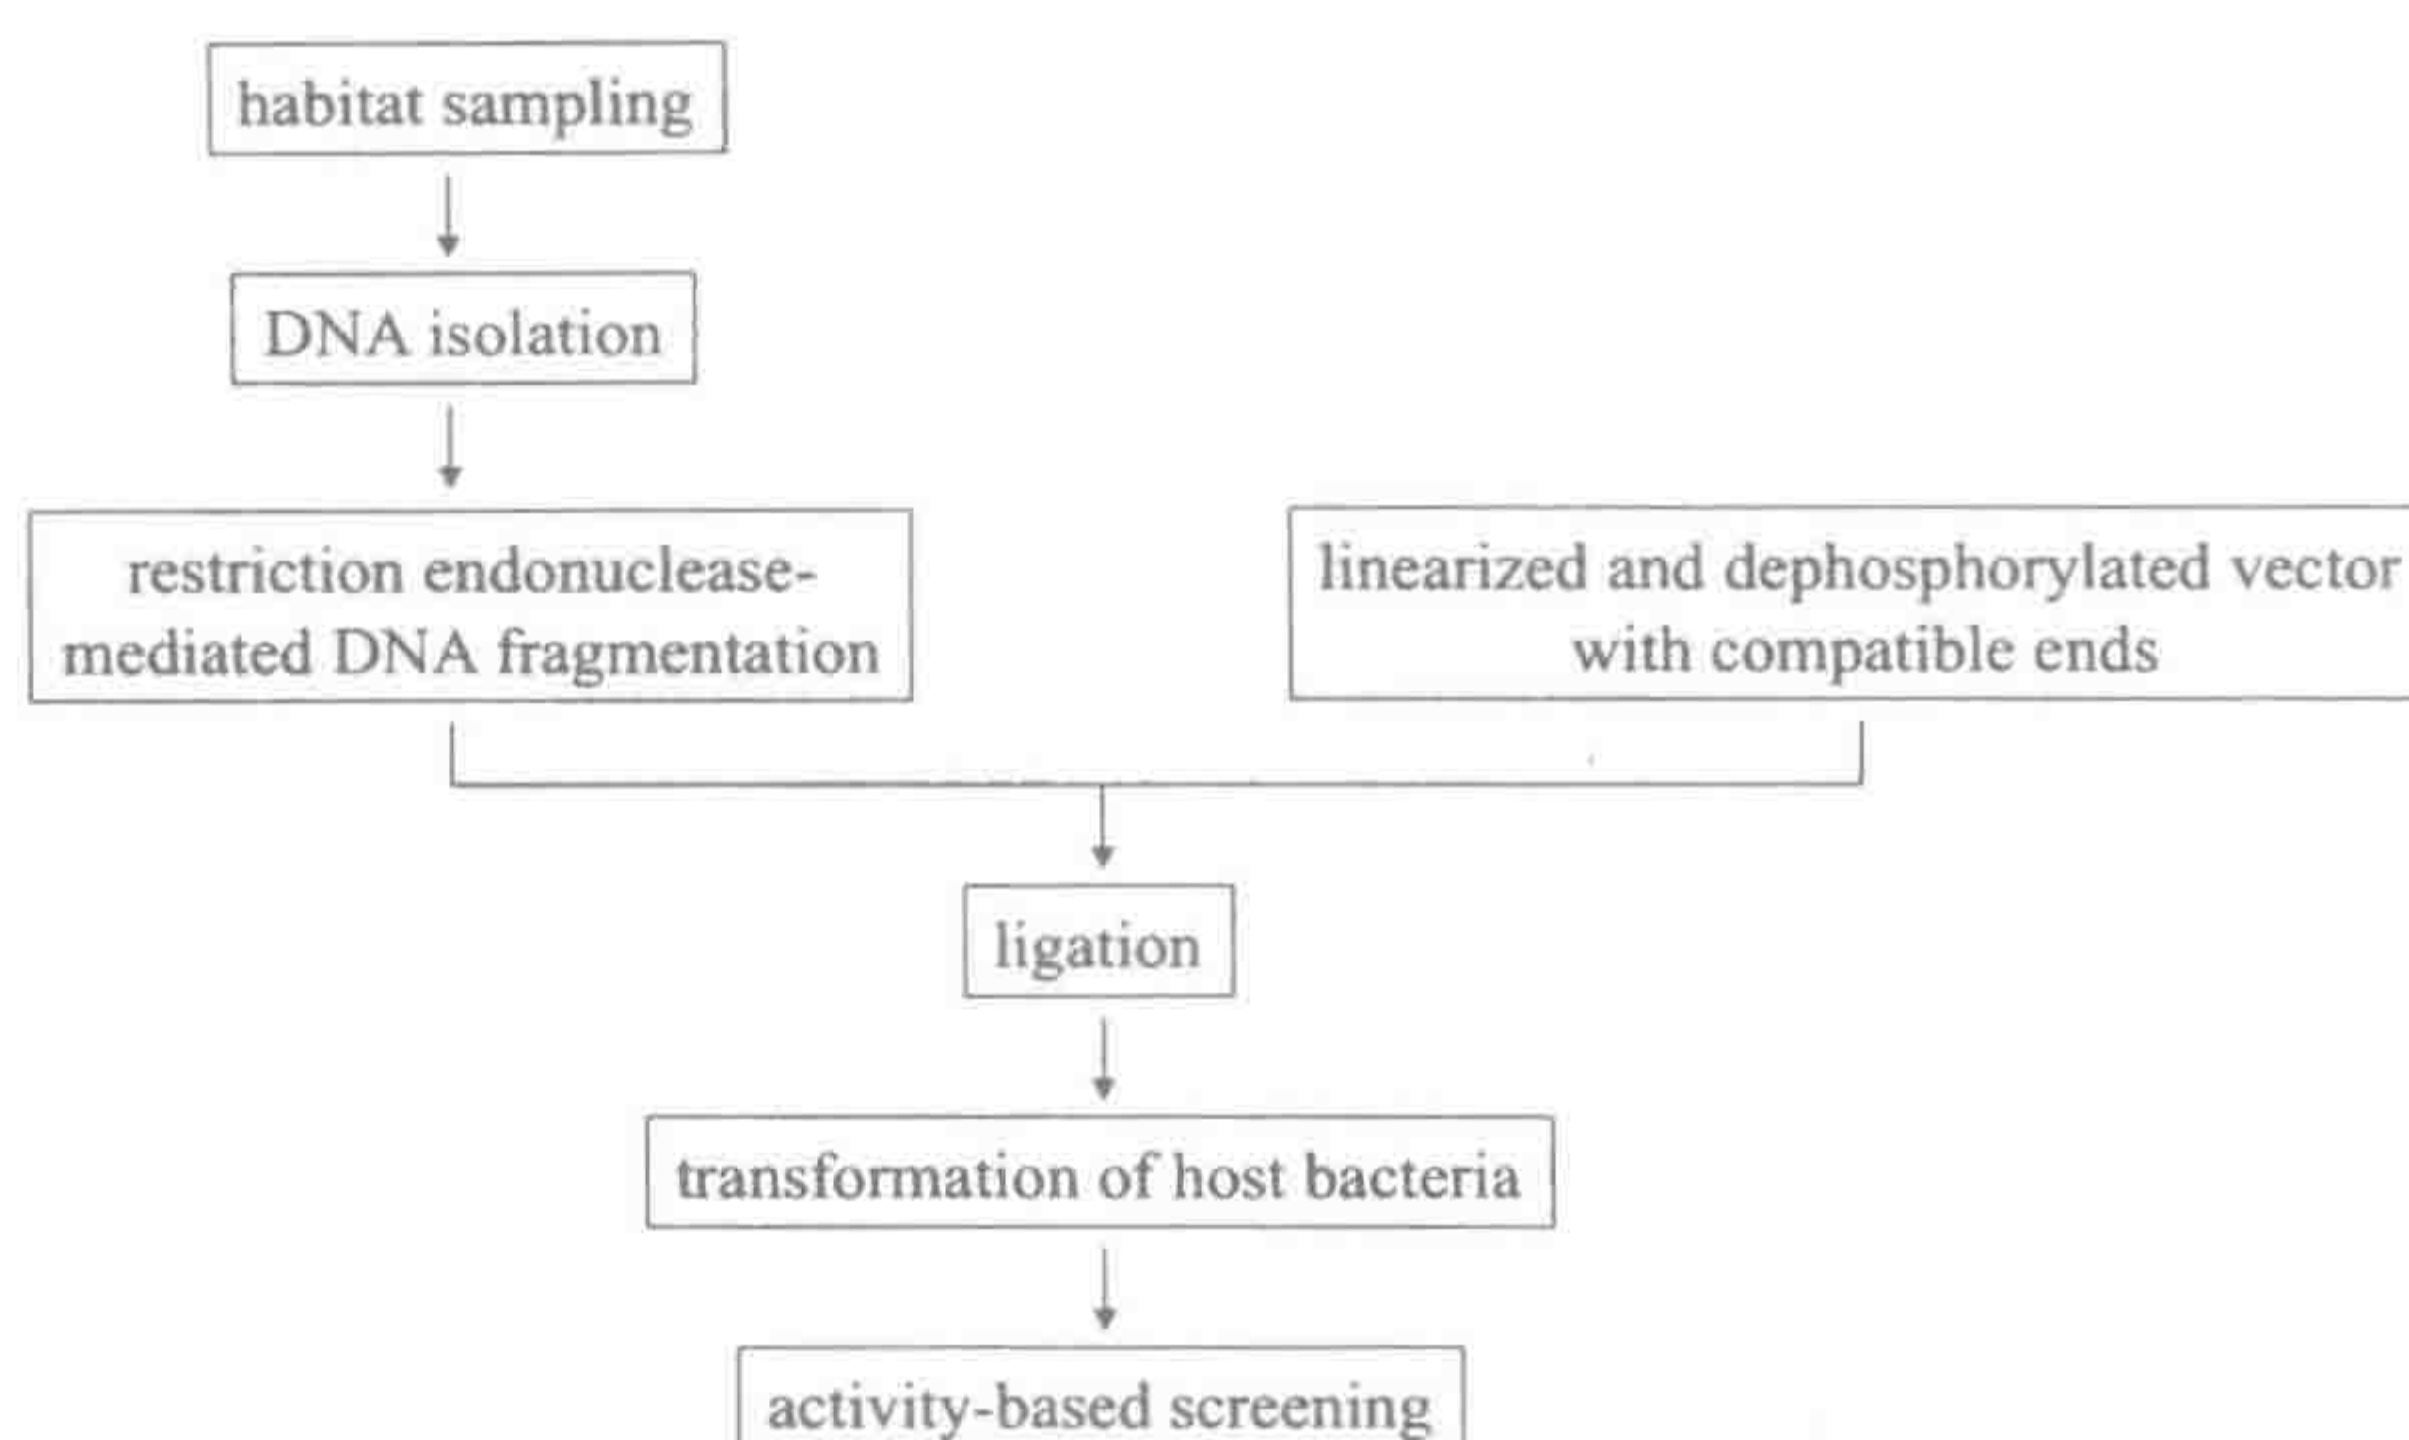 habitat sampling
DNA isolation
restriction endonuclease-
mediated DNA fragmentation
linearized and dephosphorylated vector
with compatible ends
ligation
transformation of host bacteria
activity-based screening